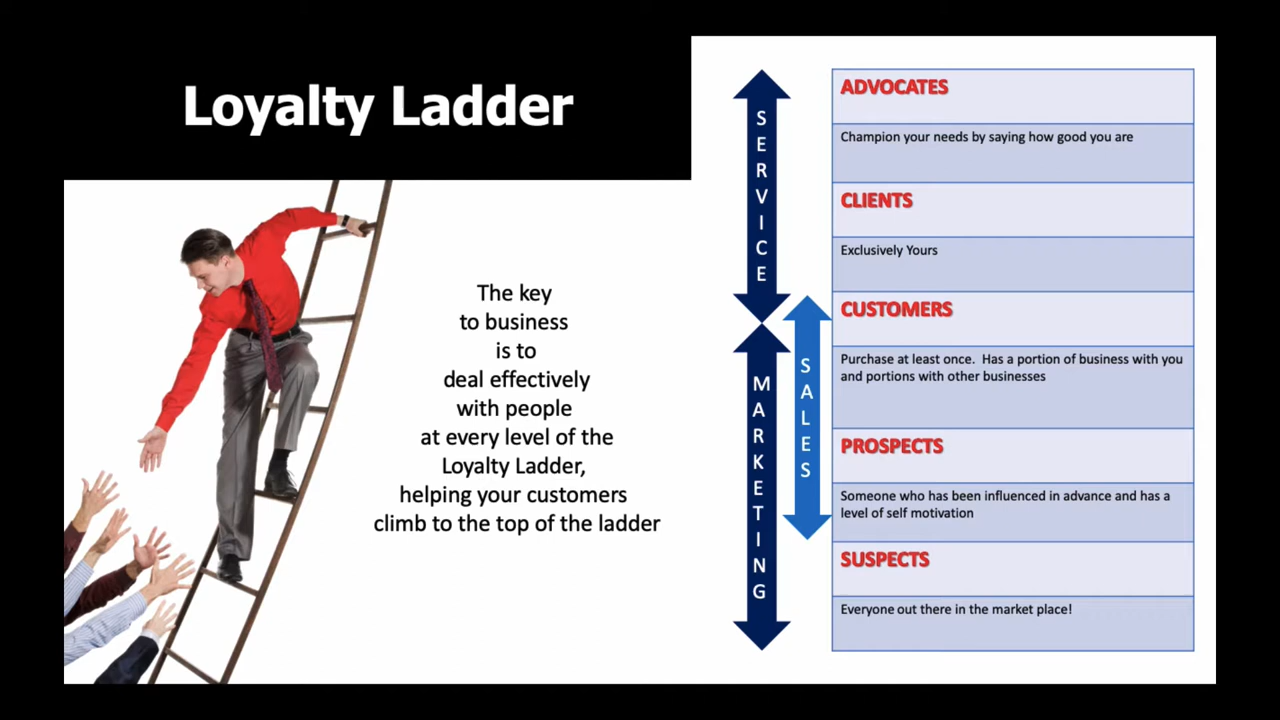 Loyalty Ladder
The key
to business
is to
deal effectively
with people
at every level of the
Loyalty Ladder,
helping your customers
climb to the top of the ladder
SERVICE
MARKETING
SALES
ADVOCATES
Champion your needs by saying how good you are
CLIENTS
Exclusively Yours
CUSTOMERS
Purchase at least once.  Has a portion of business with you
and portions with other businesses
PROSPECTS
Someone who has been influenced in advance and has a
level of self motivation
SUSPECTS
Everyone out there in the market place!